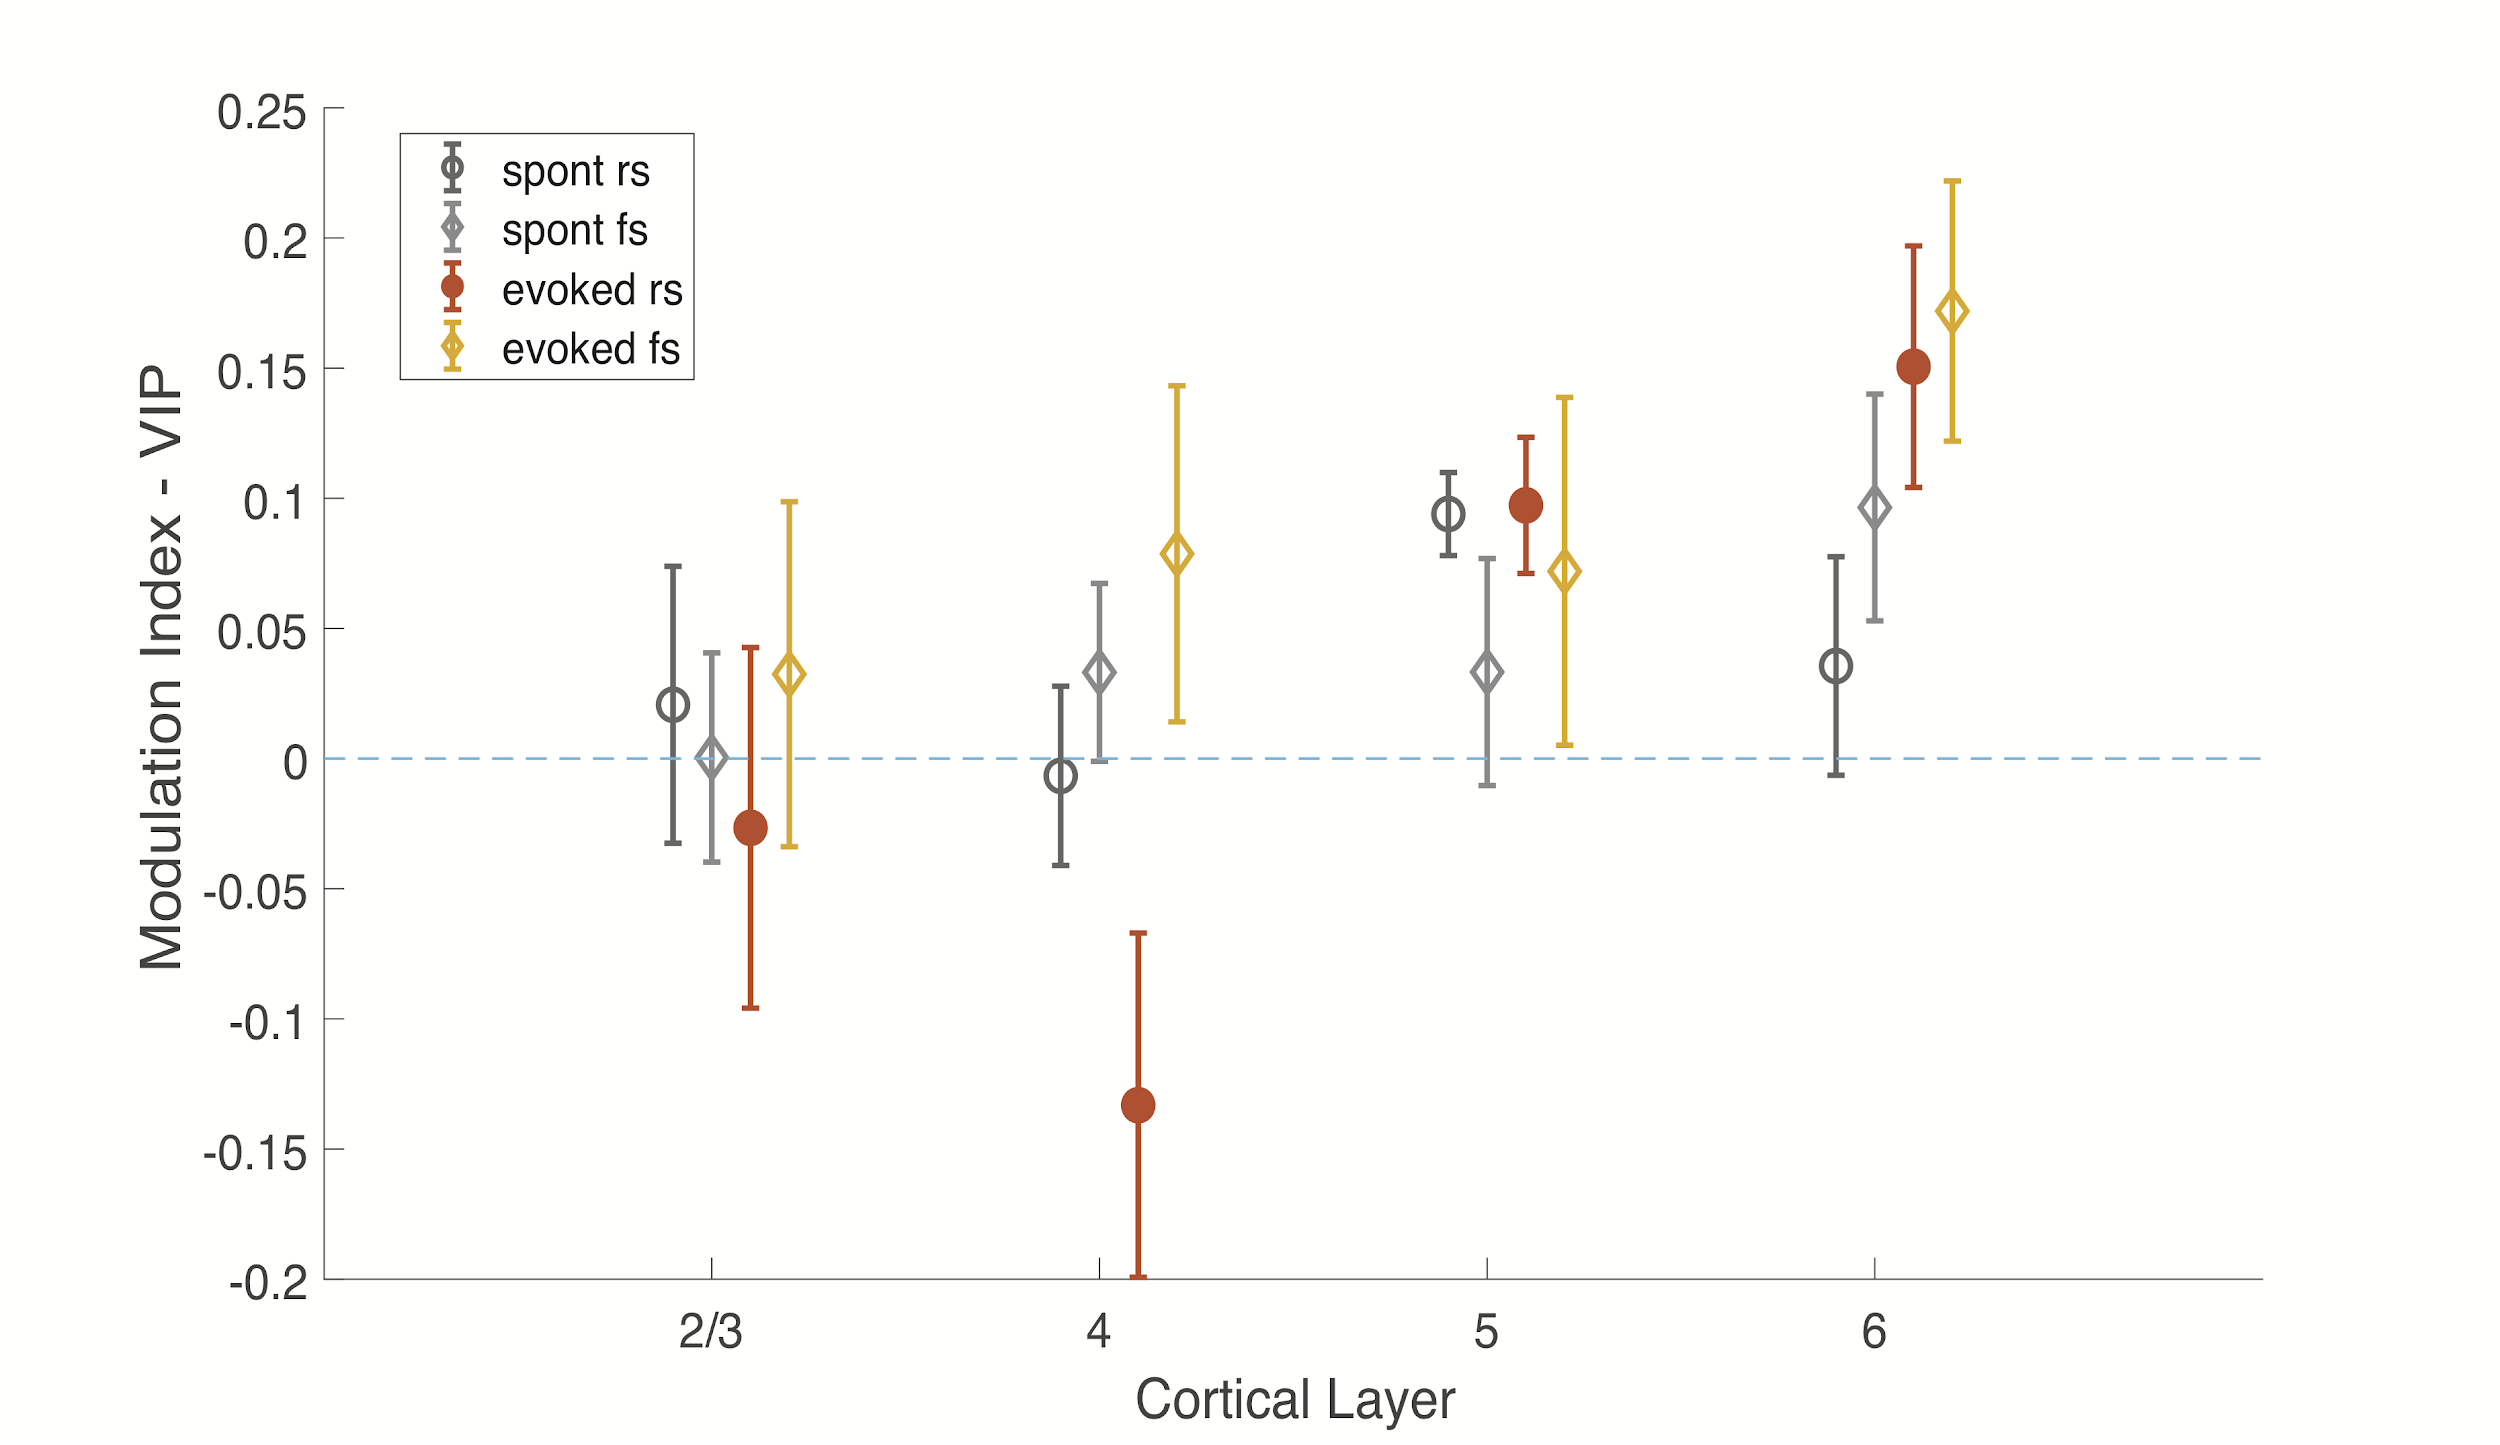 0.25
0.2
0.15
0.1
0.05
0
-0.05
-0.1
-0.15
-0.2
Modulation Index - VIP
spont rs
spont fs
evoked rs
evoked fs
2/3
4
5
6
Cortical Layer